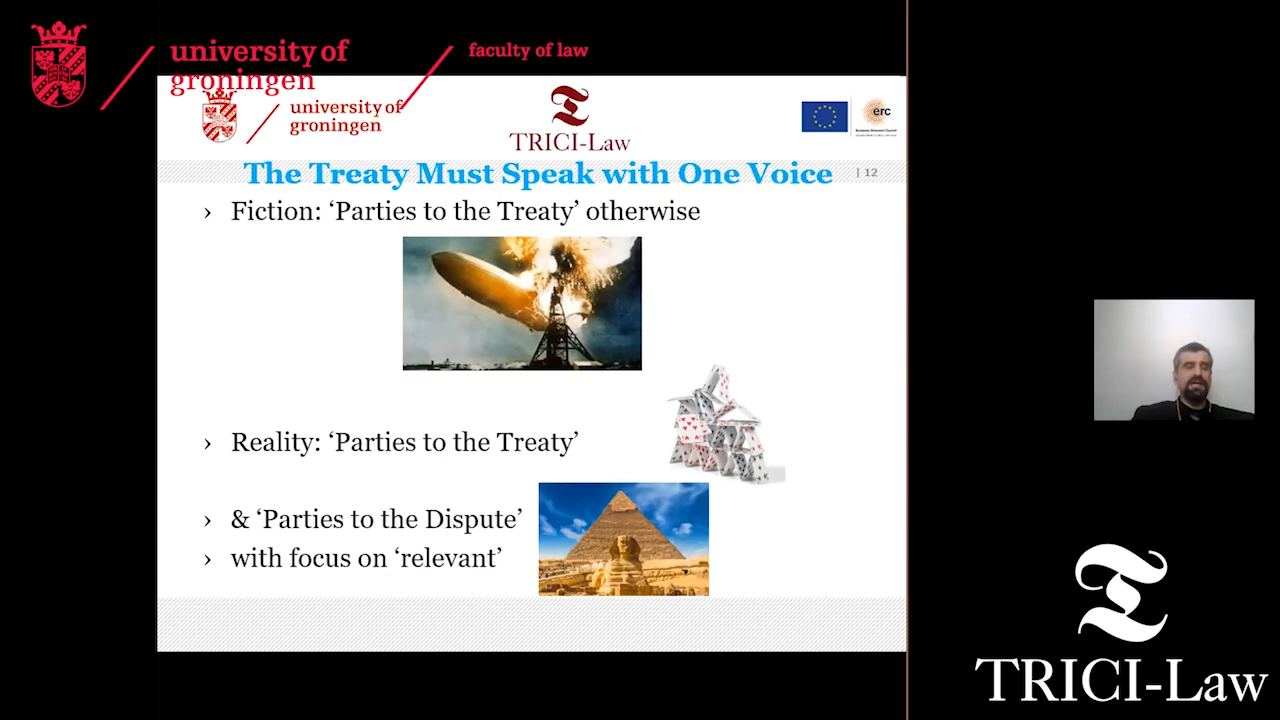 university of
groningen
faculty of law
university of
groningen
TRICI-Law
erc
The Treaty Must Speak with One Voice
| 12
› Fiction: ‘Parties to the Treaty’ otherwise
› Reality: ‘Parties to the Treaty’
› & ‘Parties to the Dispute’
› with focus on ‘relevant’
TRICI-Law